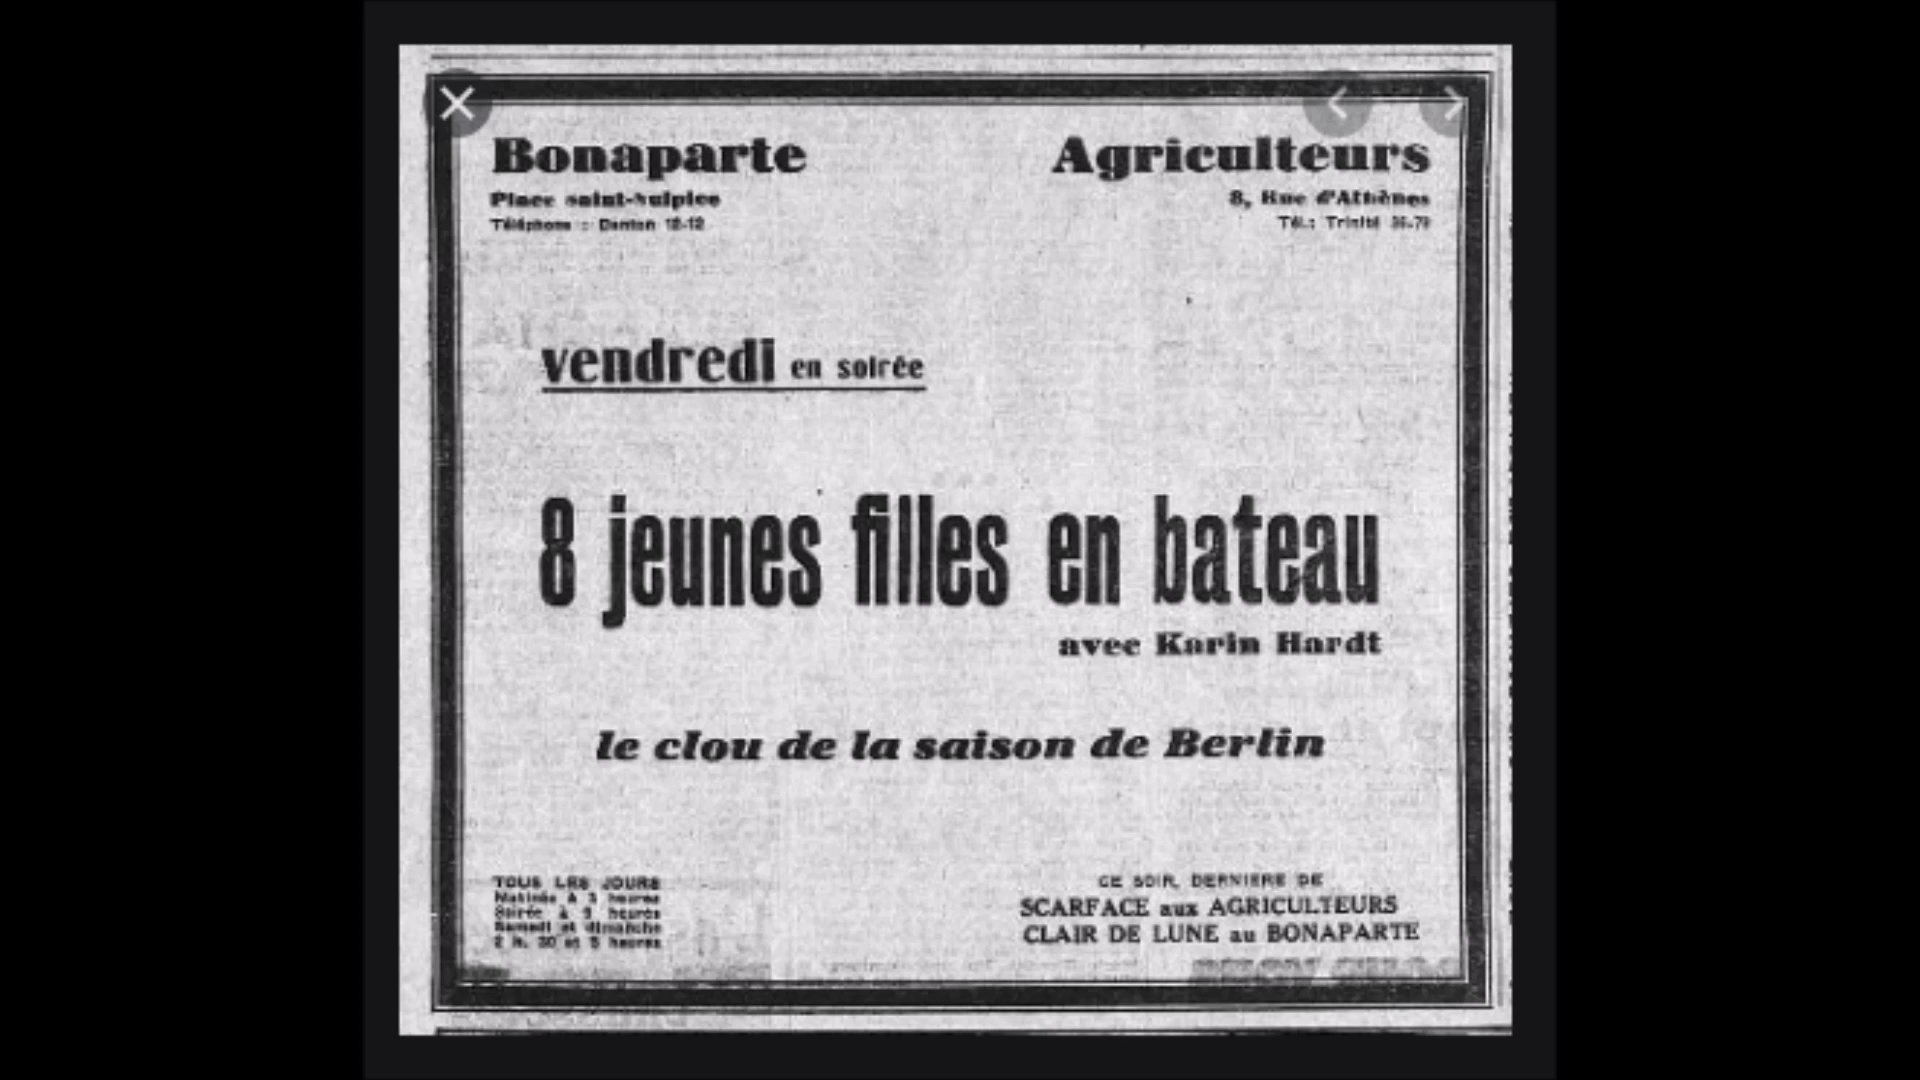 Bonaparte
Place saint-Sulpice
Téléphone : Danton 12-12
Agriculteurs
8, Rue d'Athènes
Tél.: Trinité
vendredi en soirée
8 jeunes filles en bateau
avec Karin Hardt
le clou de la saison de Berlin
TOUS LES JOURS
Matinée à 3 heures
Soirée à 9 heures
Samedi et dimanche
2 h. 30 et 5 heures
CE SOIR, DERNIERE DE
SCARFACE aux AGRICULTEURS
CLAIR DE LUNE au BONAPARTE